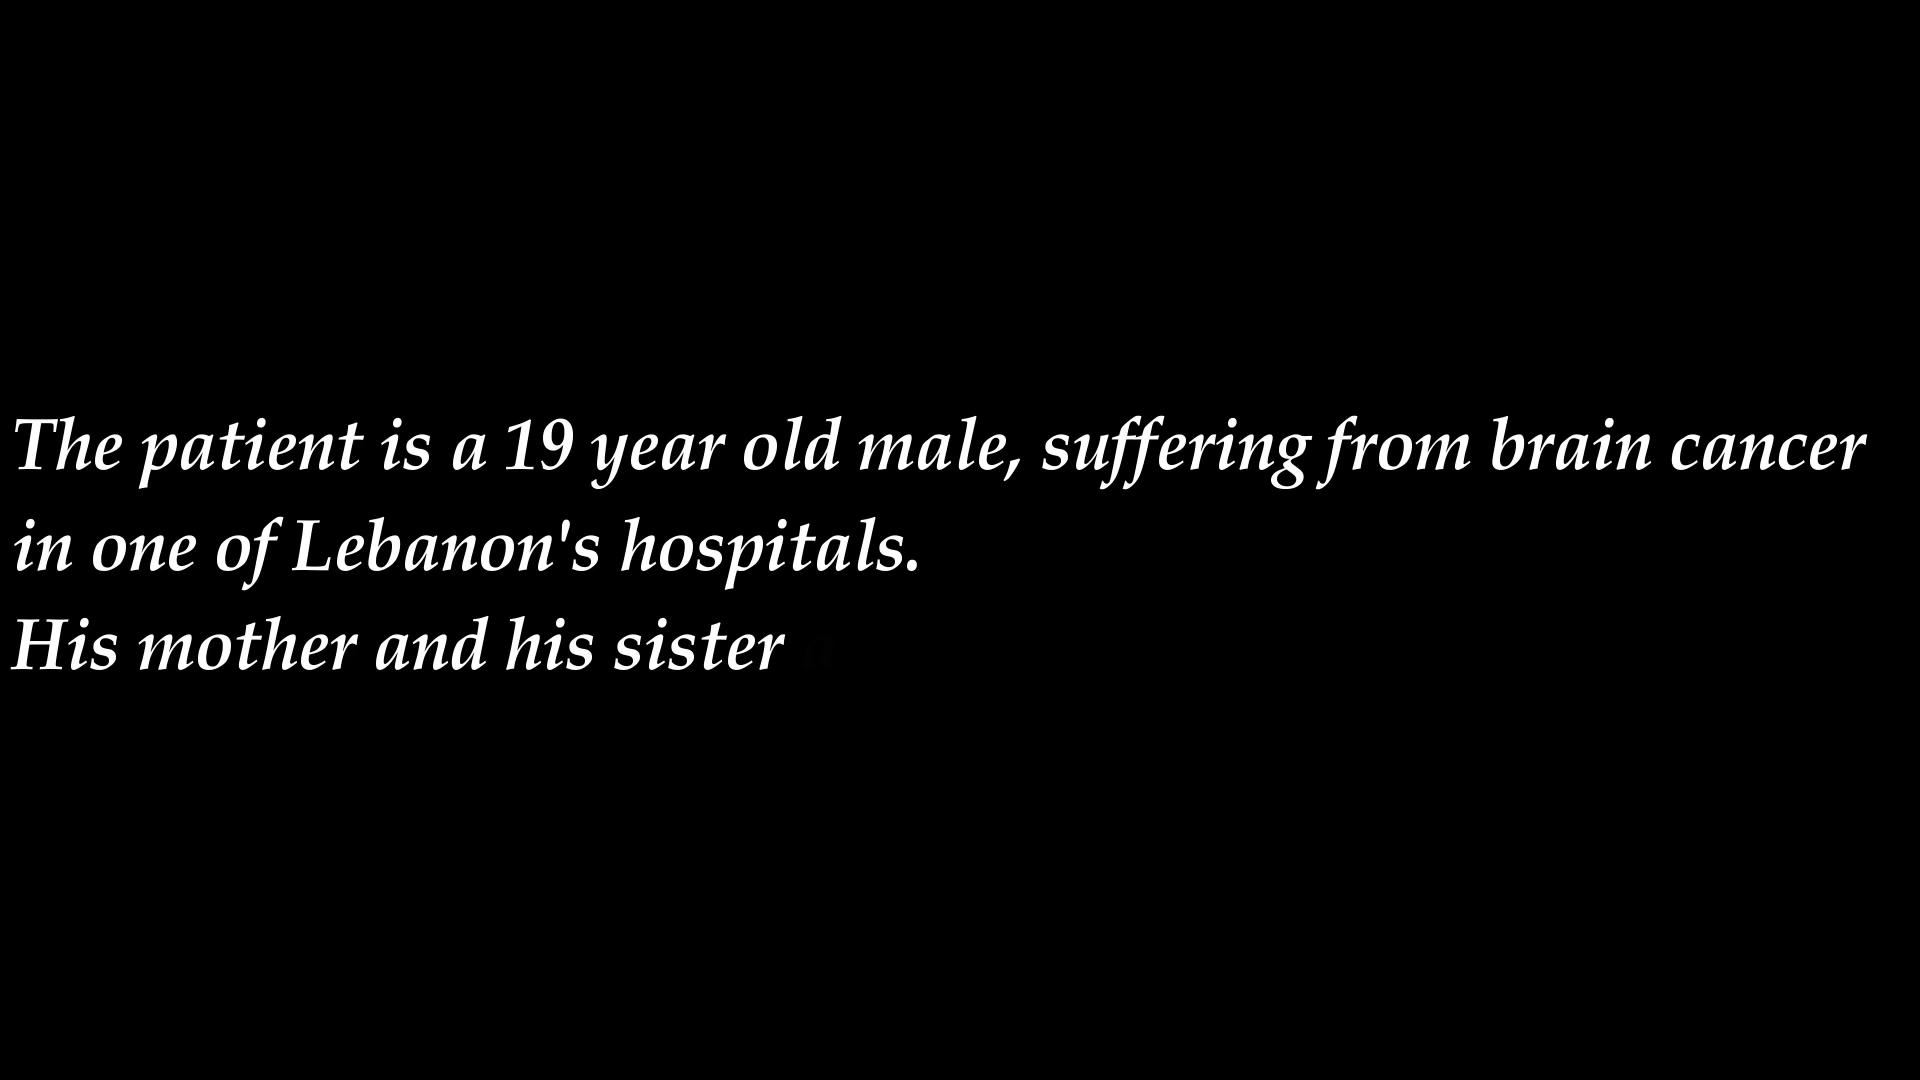 The patient is a 19 year old male, suffering from brain cancer
in one of Lebanon's hospitals.
His mother and his sister a